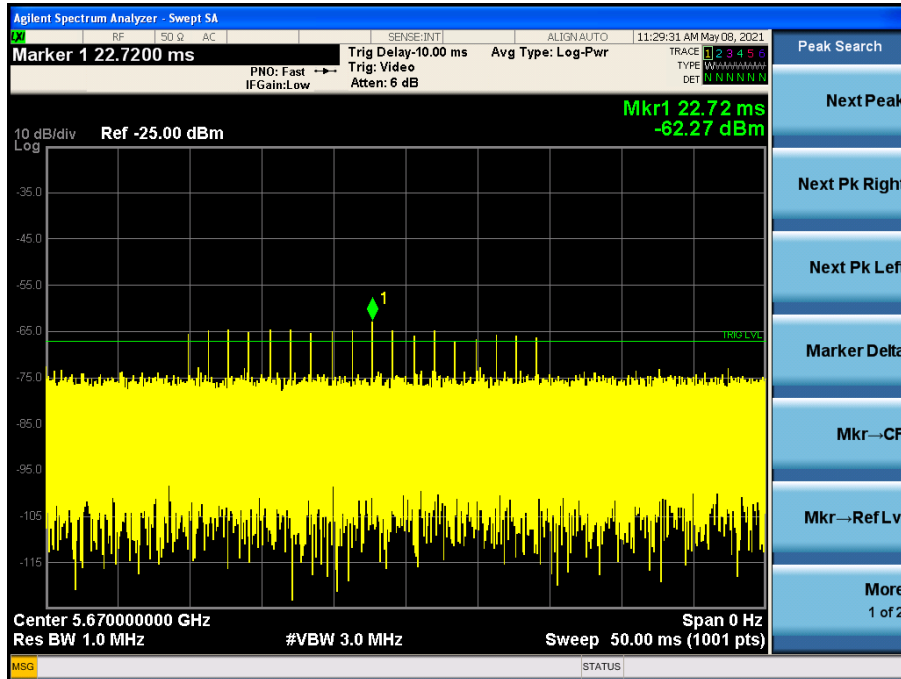 Agilent Spectrum Analyzer - Swept SA
LXI RF 50 Ω AC SENSE:INT ALIGN AUTO 11:29:31 AM May 08, 2021
Marker 1 22.7200 ms
PNO: Fast
IFGain:Low
Trig Delay-10.00 ms
Trig: Video
Atten: 6 dB
Avg Type: Log-Pwr
TRACE 1 2 3 4 5 6
TYPE WWWWWW
DET N N N N N N
Peak Search
Mkr1 22.72 ms
-62.27 dBm
10 dB/div Ref -25.00 dBm
Log
-35.0
-45.0
-55.0
-65.0
-75.0
-85.0
-95.0
-105
-115
1
TRIG LVL
Center 5.670000000 GHz
Span 0 Hz
Res BW 1.0 MHz
#VBW 3.0 MHz
Sweep 50.00 ms (1001 pts)
MSG
STATUS
Next Peak
Next Pk Right
Next Pk Left
Marker Delta
Mkr→CF
Mkr→Ref Lv
More
1 of 2